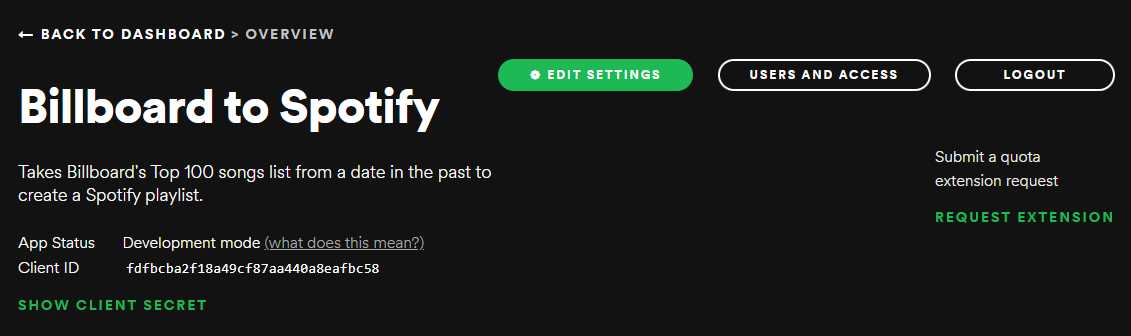 ← BACK TO DASHBOARD > OVERVIEW
EDIT SETTINGS
USERS AND ACCESS
LOGOUT
Billboard to Spotify
Takes Billboard's Top 100 songs list from a date in the past to
create a Spotify playlist.
Submit a quota
extension request
REQUEST EXTENSION
App Status Development mode (what does this mean?)
Client ID fdfbcba2f18a49cf87aa440a8eafbc58
SHOW CLIENT SECRET